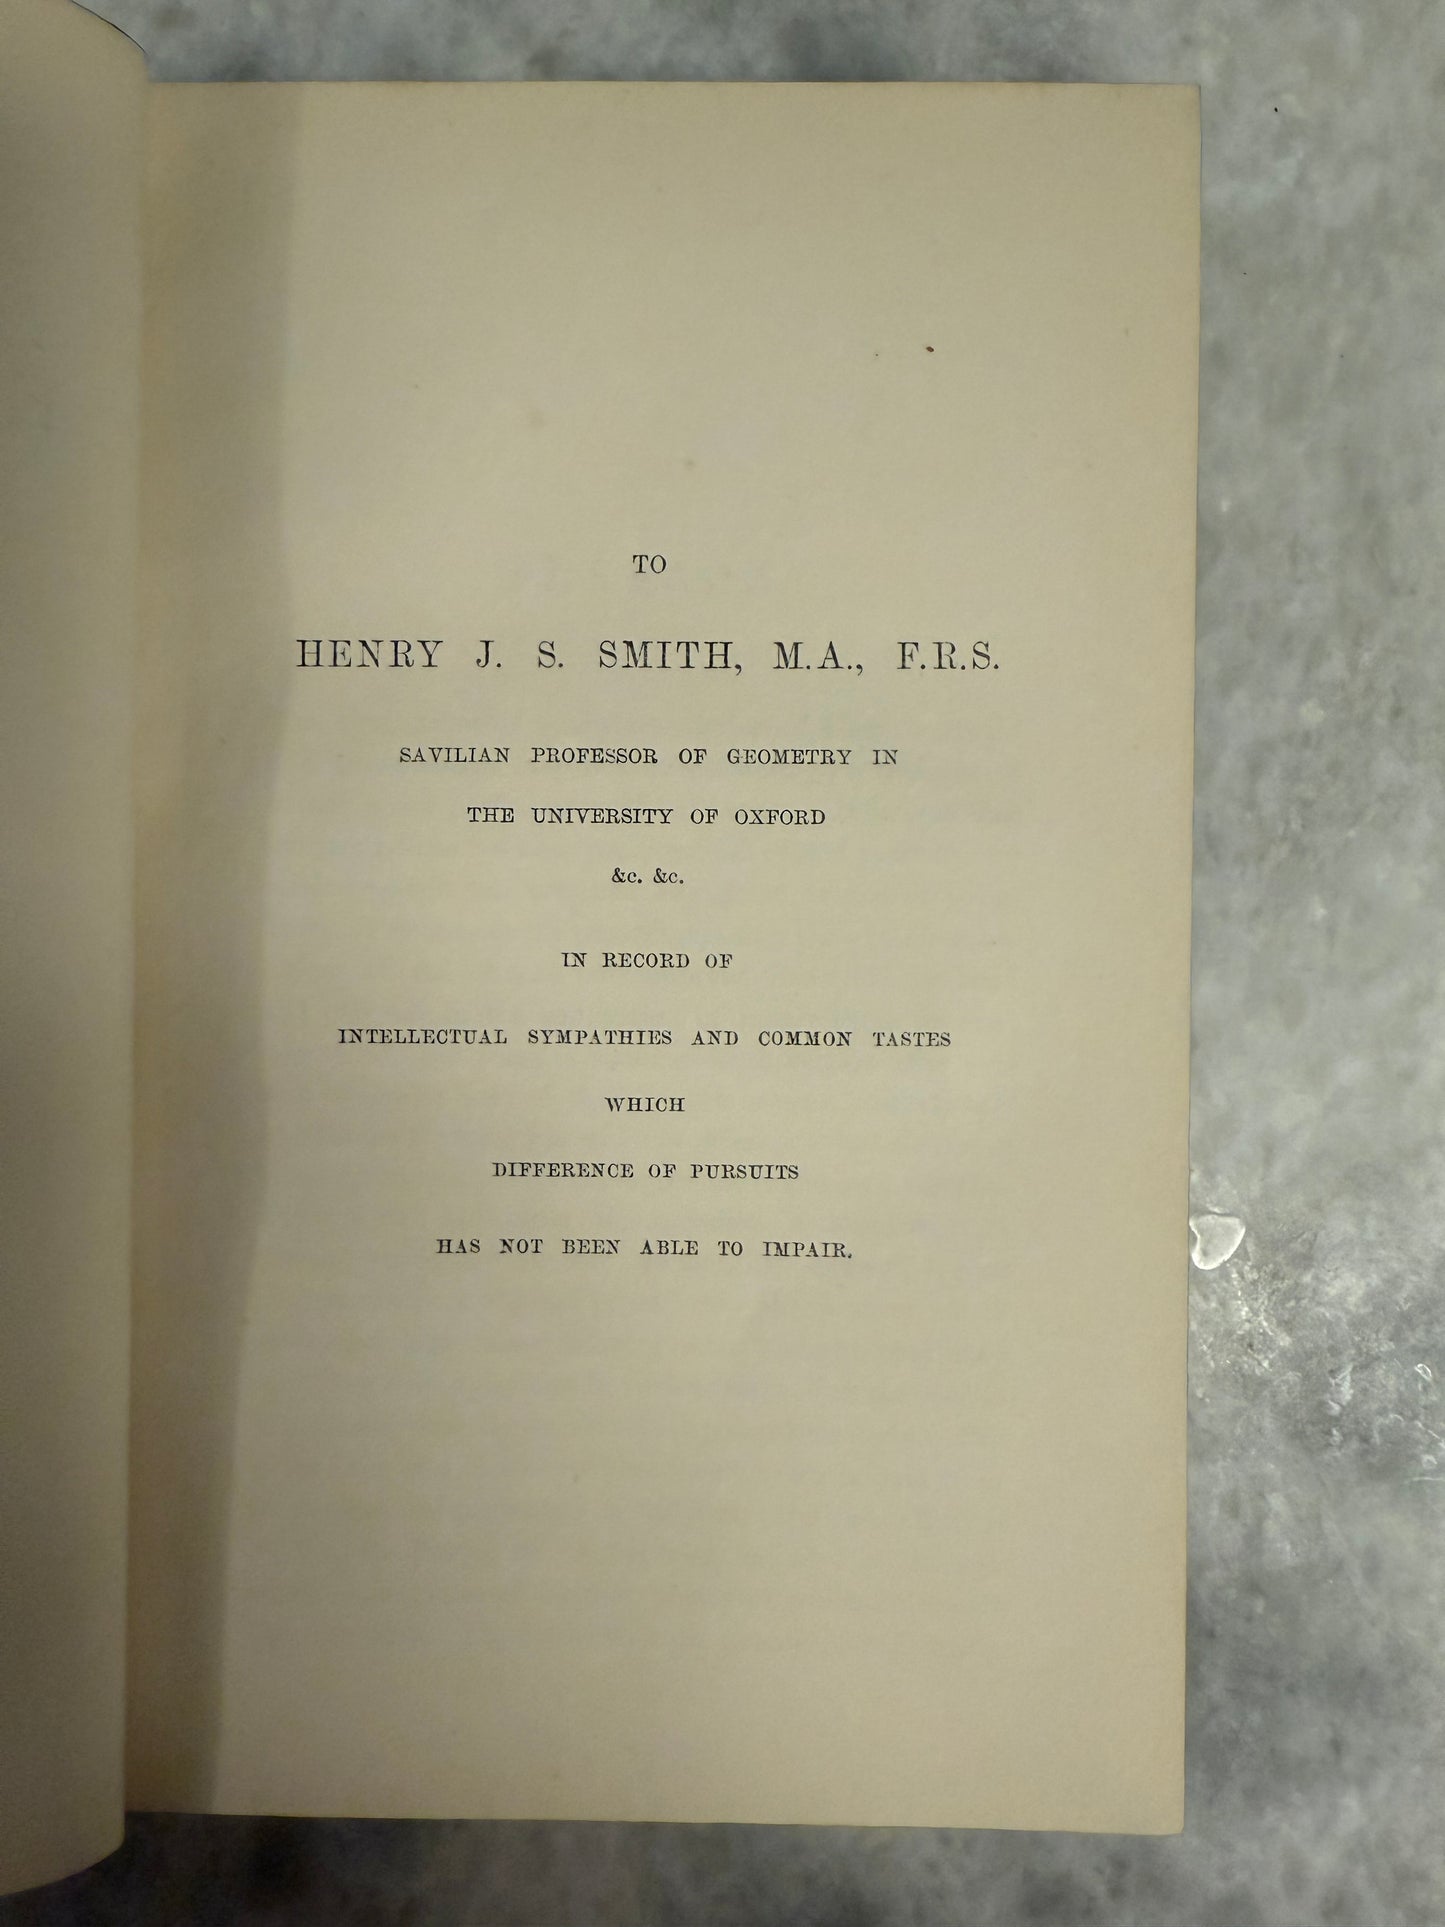 TO
HENRY J. S. SMITH, M.A., F.R.S.
SAVILIAN PROFESSOR OF GEOMETRY IN
THE UNIVERSITY OF OXFORD
&c. &c.
IN RECORD OF
INTELLECTUAL SYMPATHIES AND COMMON TASTES
WHICH
DIFFERENCE OF PURSUITS
HAS NOT BEEN ABLE TO IMPAIR.